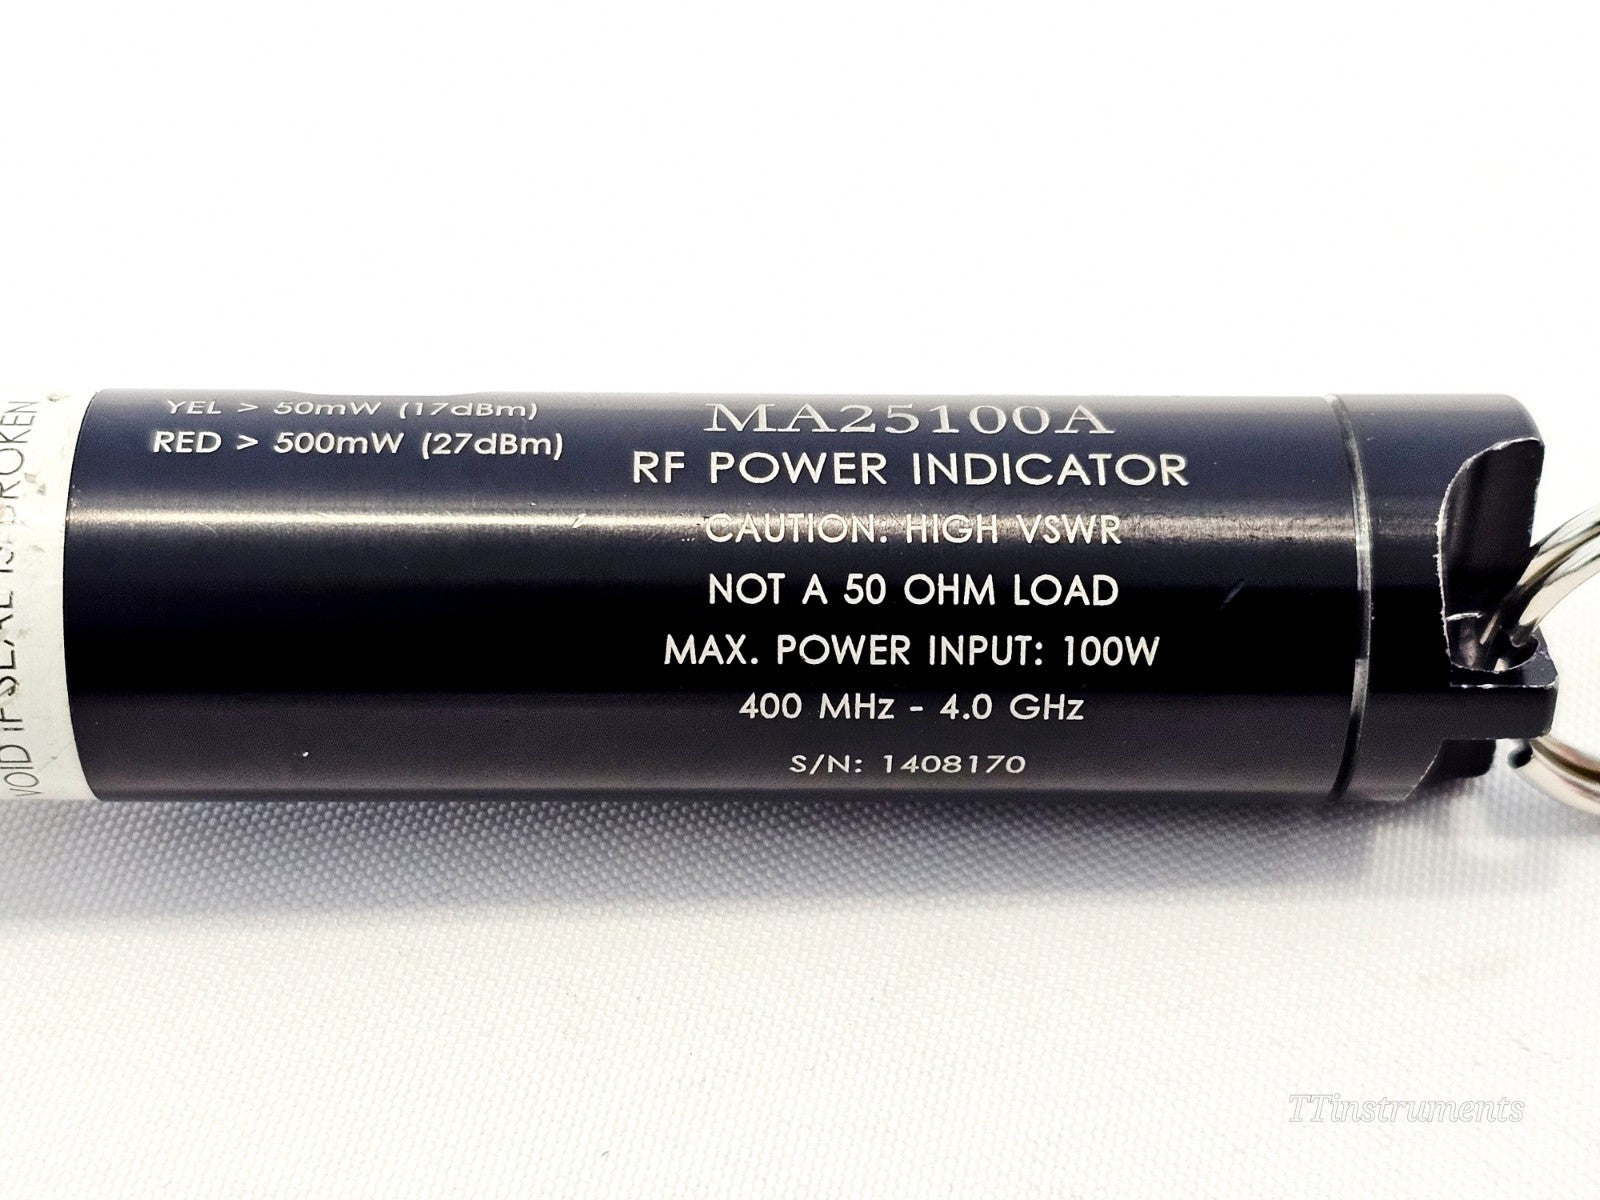 VOID IF SEAL IS BROKEN
YEL > 50mW (17dBm)
RED > 500mW (27dBm)
MA25100A
RF POWER INDICATOR
CAUTION: HIGH VSWR
NOT A 50 OHM LOAD
MAX. POWER INPUT: 100W
400 MHz - 4.0 GHz
S/N: 1408170
TTinstruments